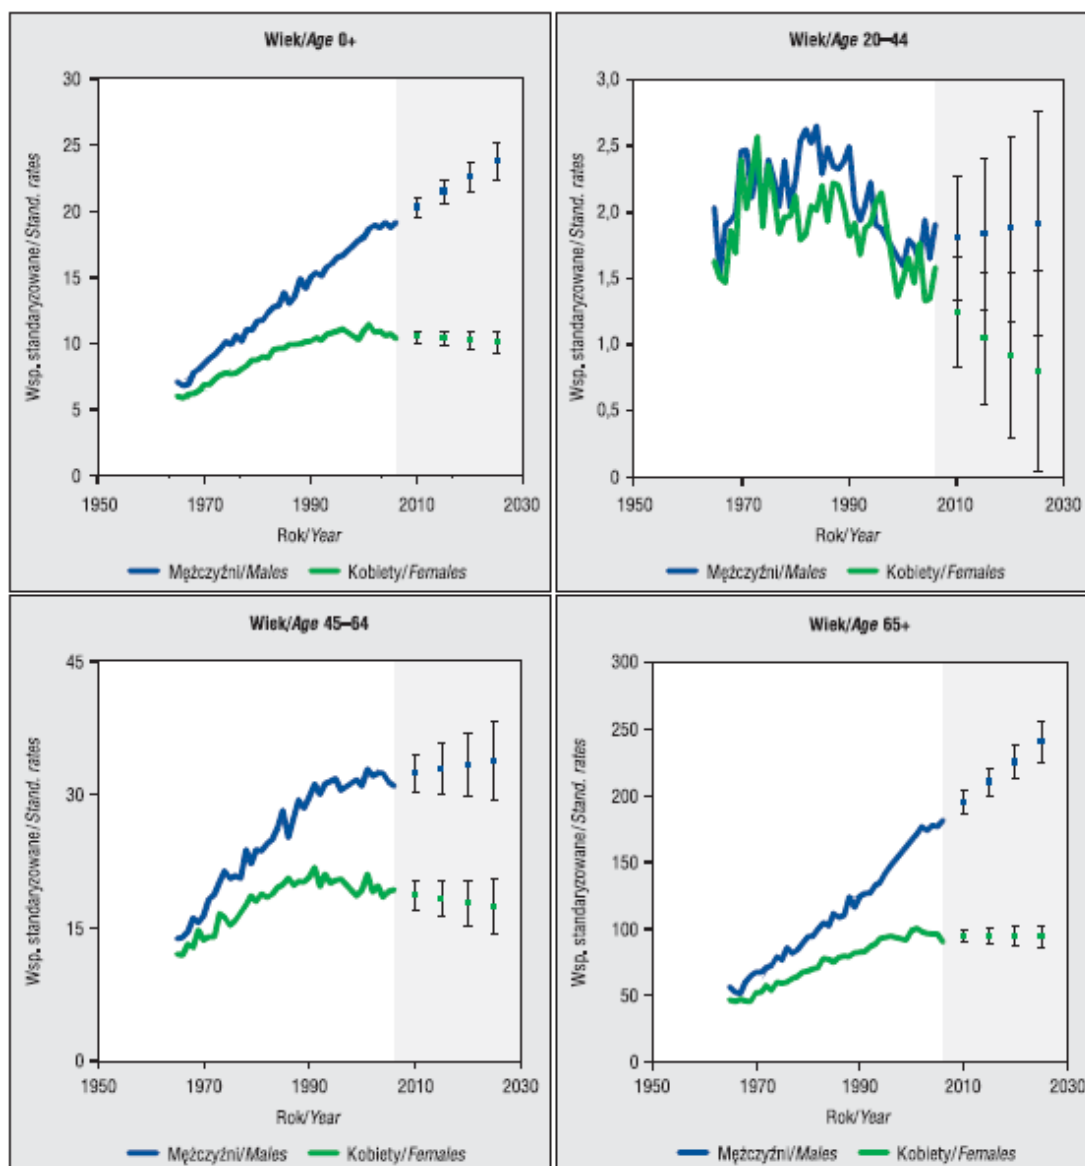 Wiek/Age 0+
Wsp. standaryzowane/Stand. rates
30
25
20
15
10
5
0
1950
1970
1990
2010
2030
Rok/Year
Mężczyźni/Males
Kobiety/Females
Wiek/Age 20–44
Wsp. standaryzowane/Stand. rates
3,0
2,5
2,0
1,5
1,0
0,5
0
1950
1970
1990
2010
2030
Rok/Year
Mężczyźni/Males
Kobiety/Females
Wiek/Age 45–64
Wsp. standaryzowane/Stand. rates
45
30
15
0
1950
1970
1990
2010
2030
Rok/Year
Mężczyźni/Males
Kobiety/Females
Wiek/Age 65+
Wsp. standaryzowane/Stand. rates
300
250
200
150
100
50
0
1950
1970
1990
2010
2030
Rok/Year
Mężczyźni/Males
Kobiety/Females